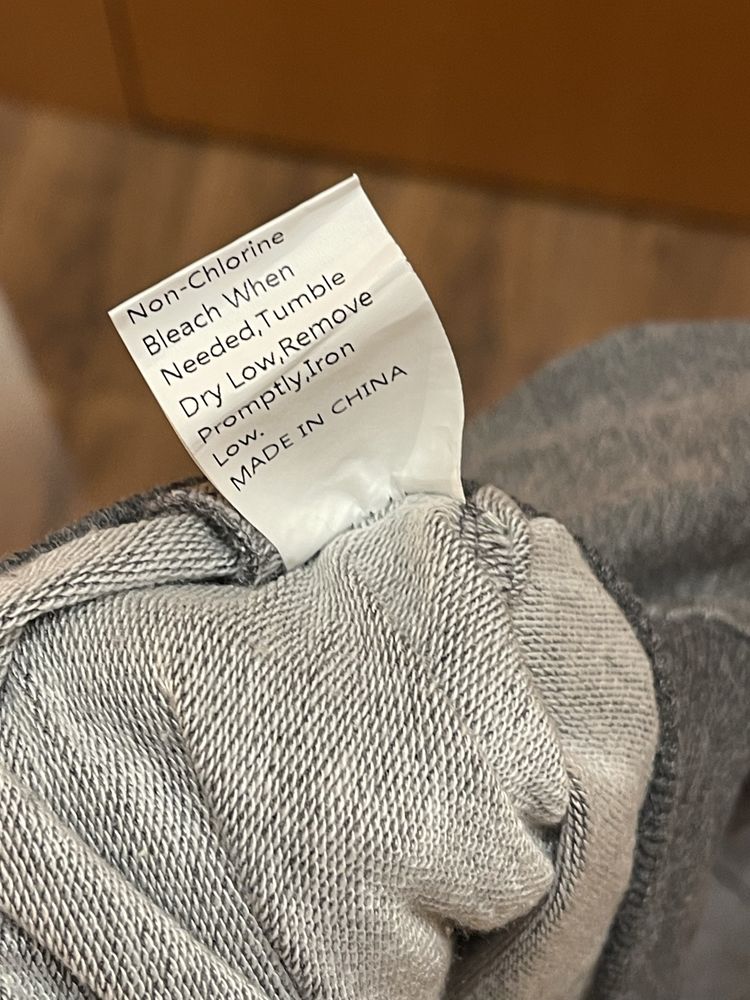 Non-Chlorine
Bleach When
Needed,Tumble
Dry Low,Remove
Promptly,Iron
Low.
MADE IN CHINA